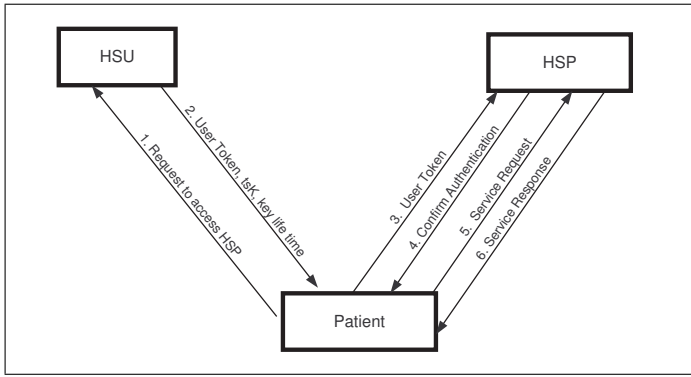 HSU
HSP
1. Request to access HSP
2. User Token, tsK, key life time
3. User Token
4. Confirm Authentication
5. Service Request
6. Service Response
Patient